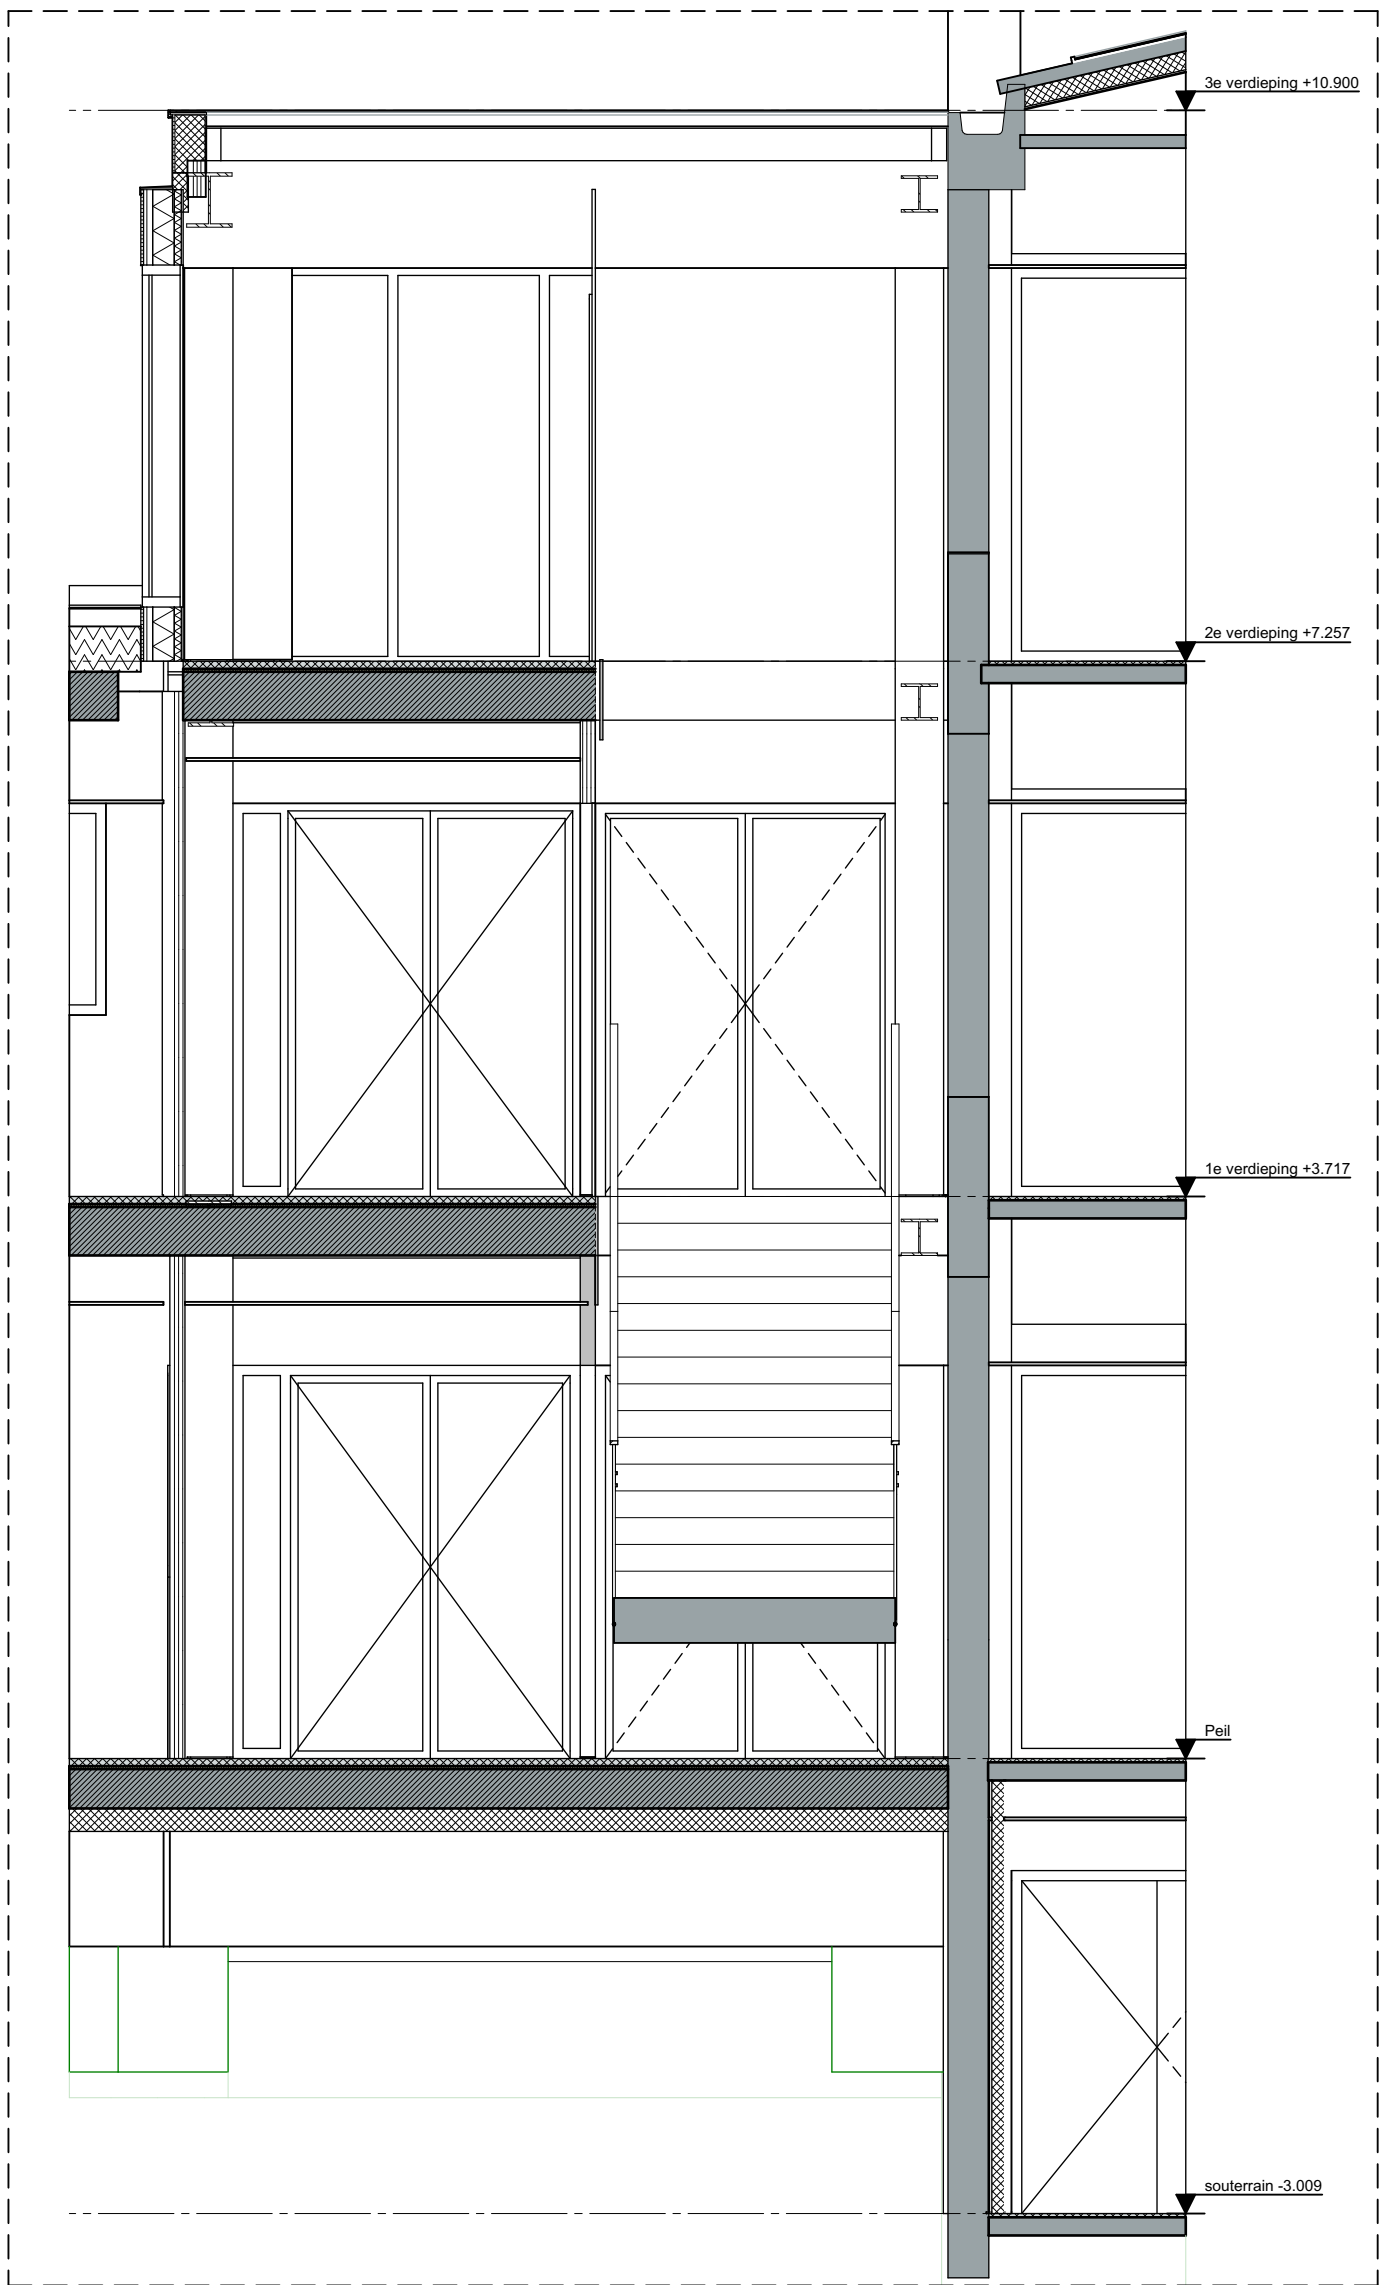 3e verdieping +10.900
2e verdieping +7.257
1e verdieping +3.717
Peil
souterrain -3.009